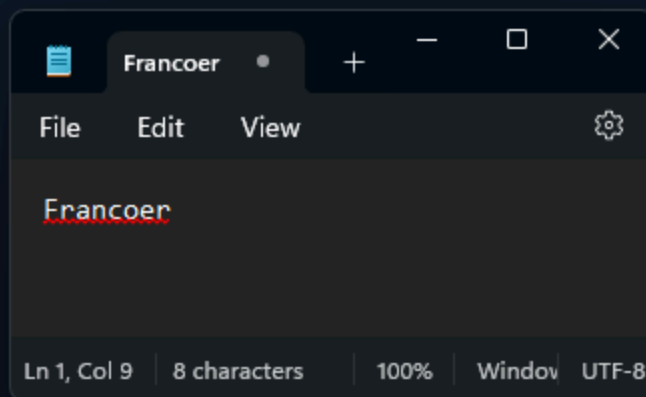 Francoer
File Edit View
Francoer
Ln 1, Col 9 8 characters 100% Window UTF-8